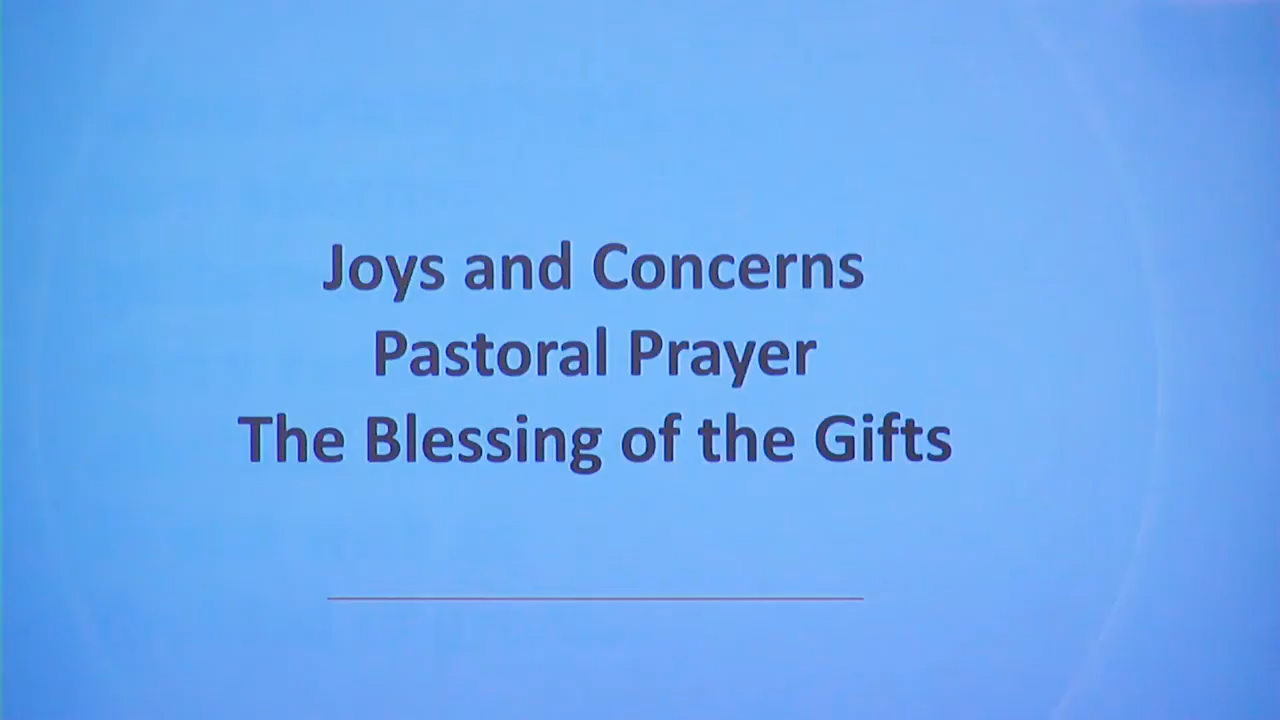 Joys and Concerns
Pastoral Prayer
The Blessing of the Gifts